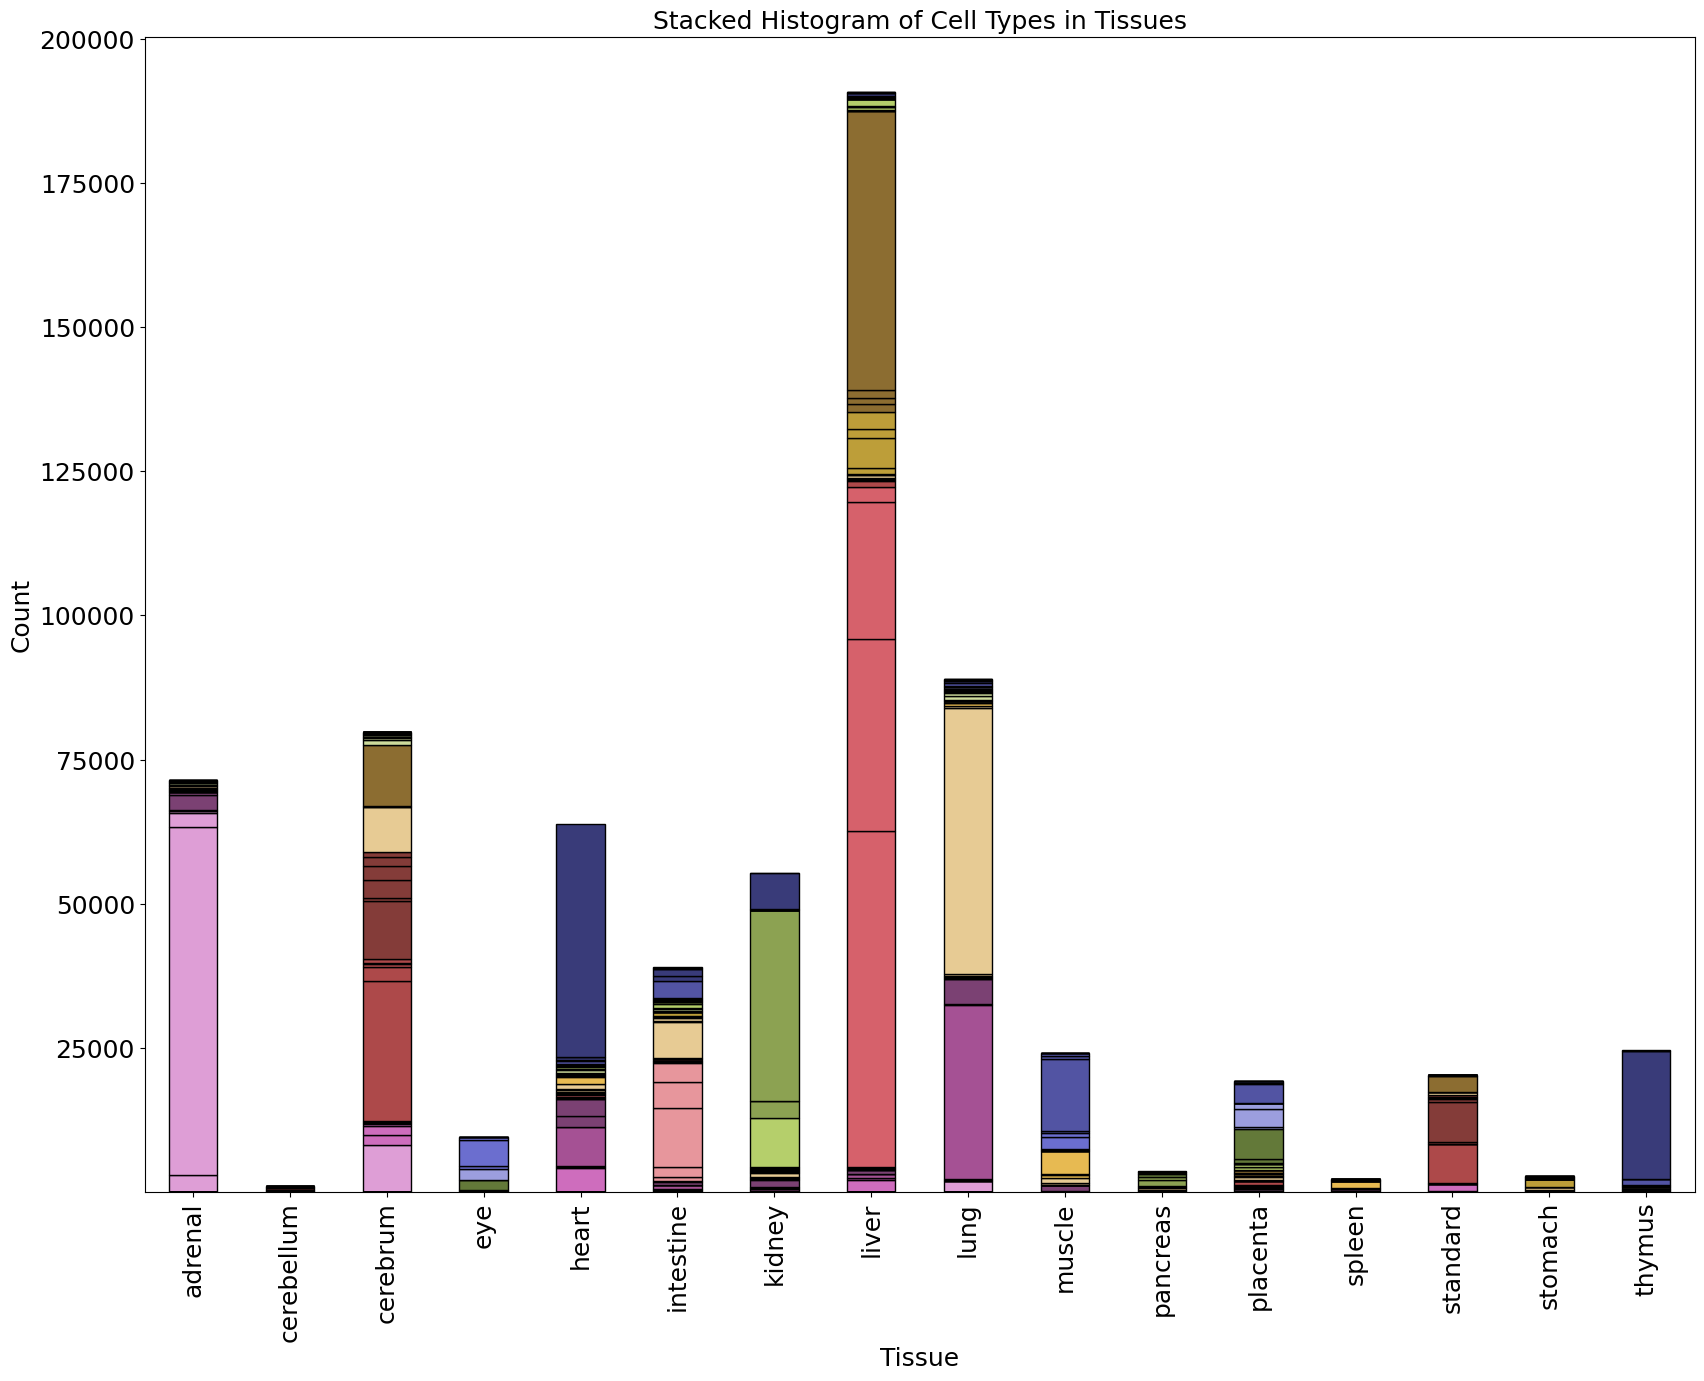 Stacked Histogram of Cell Types in Tissues
200000
175000
150000
125000
100000
75000
50000
25000
Count
adrenal
cerebellum
cerebrum
eye
heart
intestine
kidney
liver
lung
muscle
pancreas
placenta
spleen
standard
stomach
thymus
Tissue